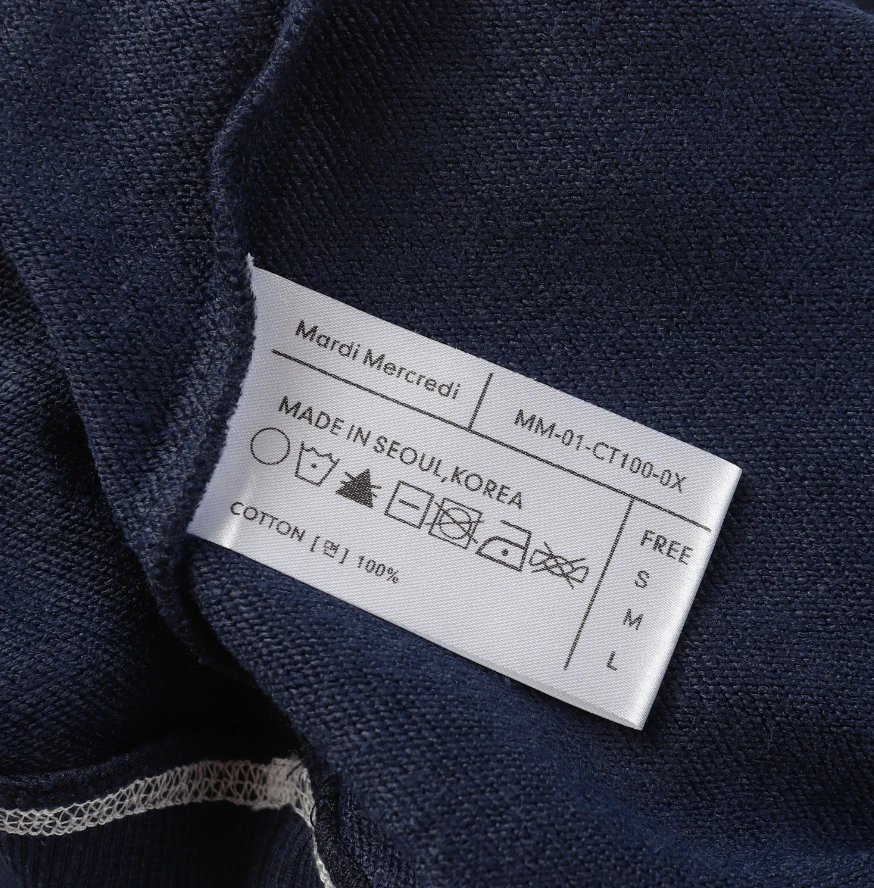 Mardi Mercredi
MM-01-CT100-0X
MADE IN SEOUL,KOREA
COTTON [면] 100%
FREE
S
M
L